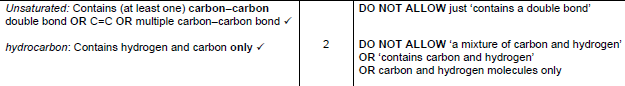 Unsaturated: Contains (at least one) carbon–carbon
double bond OR C=C OR multiple carbon–carbon bond ✓
hydrocarbon: Contains hydrogen and carbon only ✓
2
DO NOT ALLOW just ‘contains a double bond’
DO NOT ALLOW ‘a mixture of carbon and hydrogen’
OR ‘contains carbon and hydrogen’
OR carbon and hydrogen molecules only